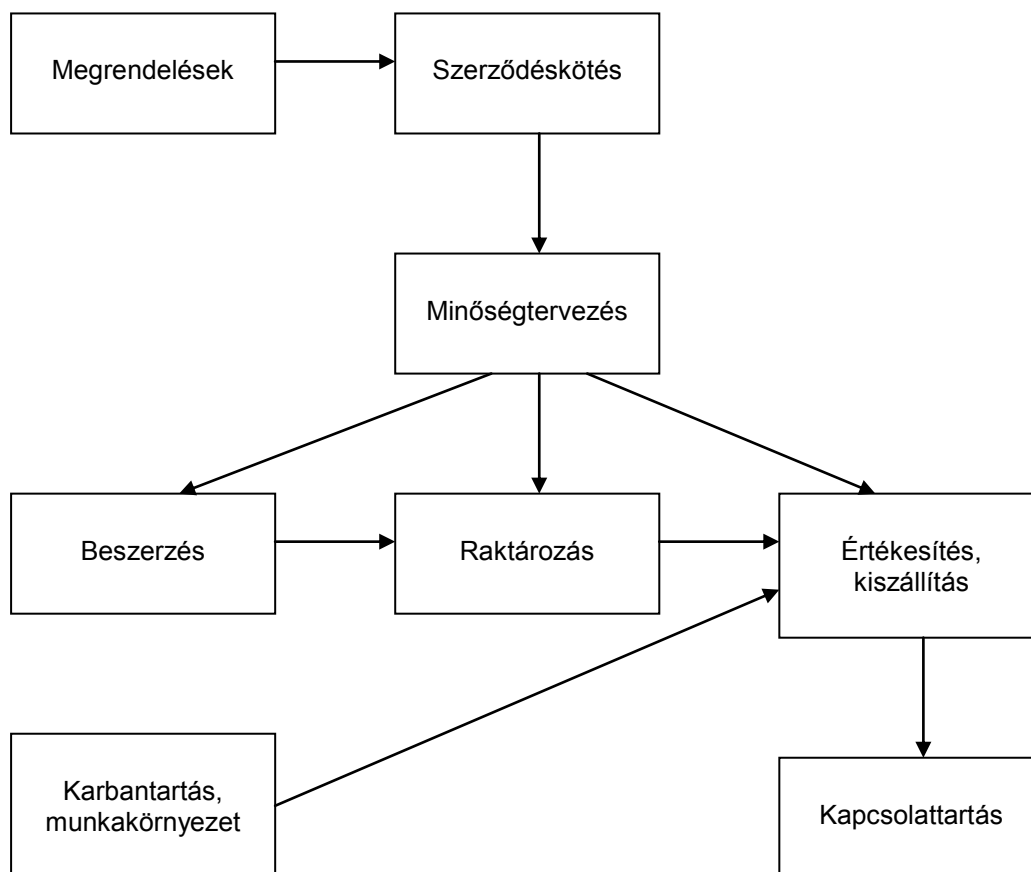 Megrendelések
Szerződéskötés
Minőségtervezés
Beszerzés
Raktározás
Értékesítés,
kiszállítás
Karbantartás,
munkakörnyezet
Kapcsolattartás